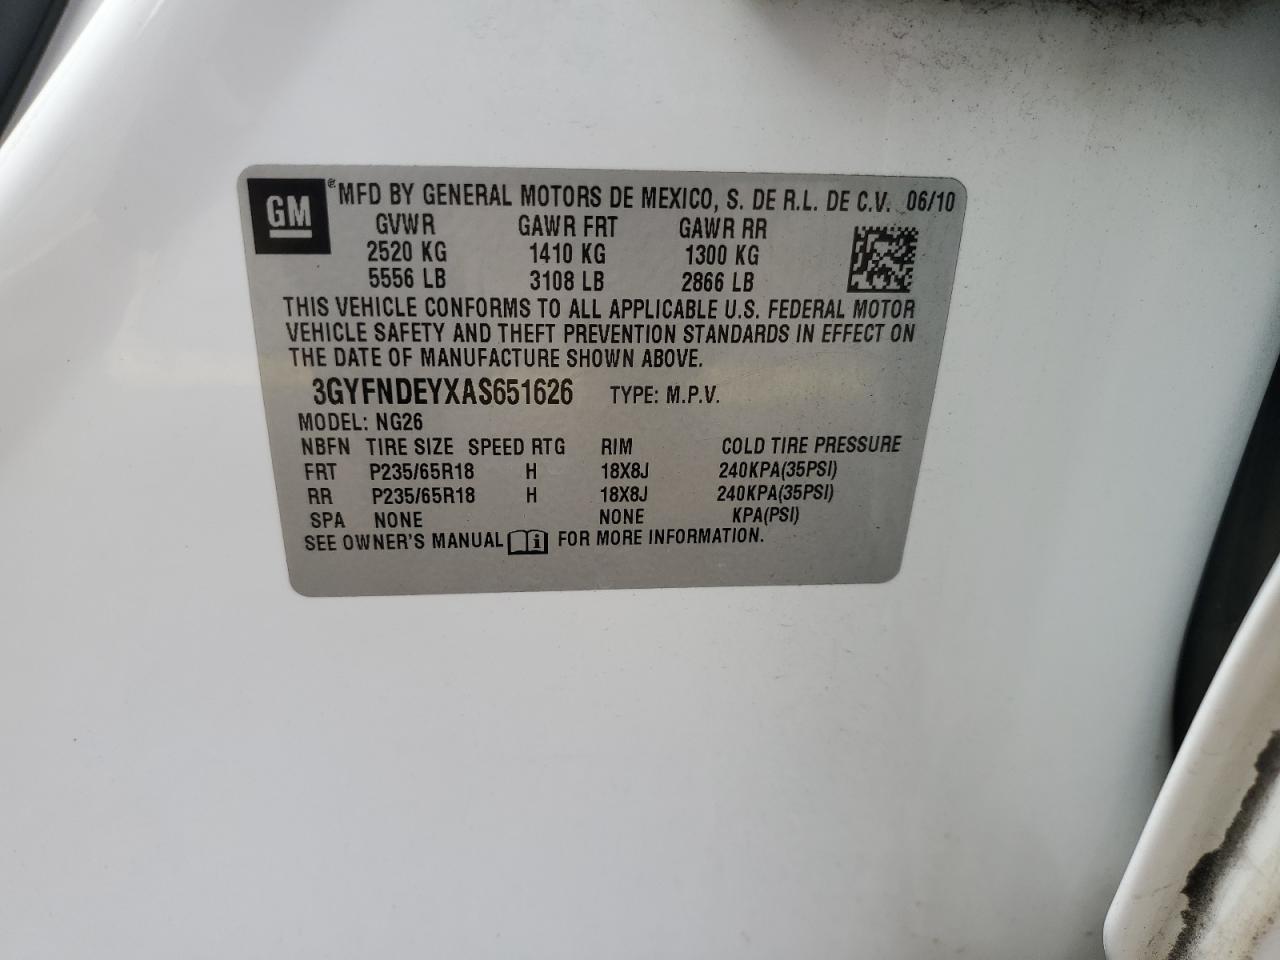 GM ® MFD BY GENERAL MOTORS DE MEXICO, S. DE R.L. DE C.V. 06/10
GVWR GAWR FRT GAWR RR
2520 KG 1410 KG 1300 KG
5556 LB 3108 LB 2866 LB
THIS VEHICLE CONFORMS TO ALL APPLICABLE U.S. FEDERAL MOTOR
VEHICLE SAFETY AND THEFT PREVENTION STANDARDS IN EFFECT ON
THE DATE OF MANUFACTURE SHOWN ABOVE.
3GYFNDEYXAS651626 TYPE: M.P.V.
MODEL: NG26
NBFN TIRE SIZE SPEED RTG RIM COLD TIRE PRESSURE
FRT P235/65R18 H 18X8J 240KPA(35PSI)
RR P235/65R18 H 18X8J 240KPA(35PSI)
SPA NONE NONE KPA(PSI)
SEE OWNER'S MANUAL i FOR MORE INFORMATION.